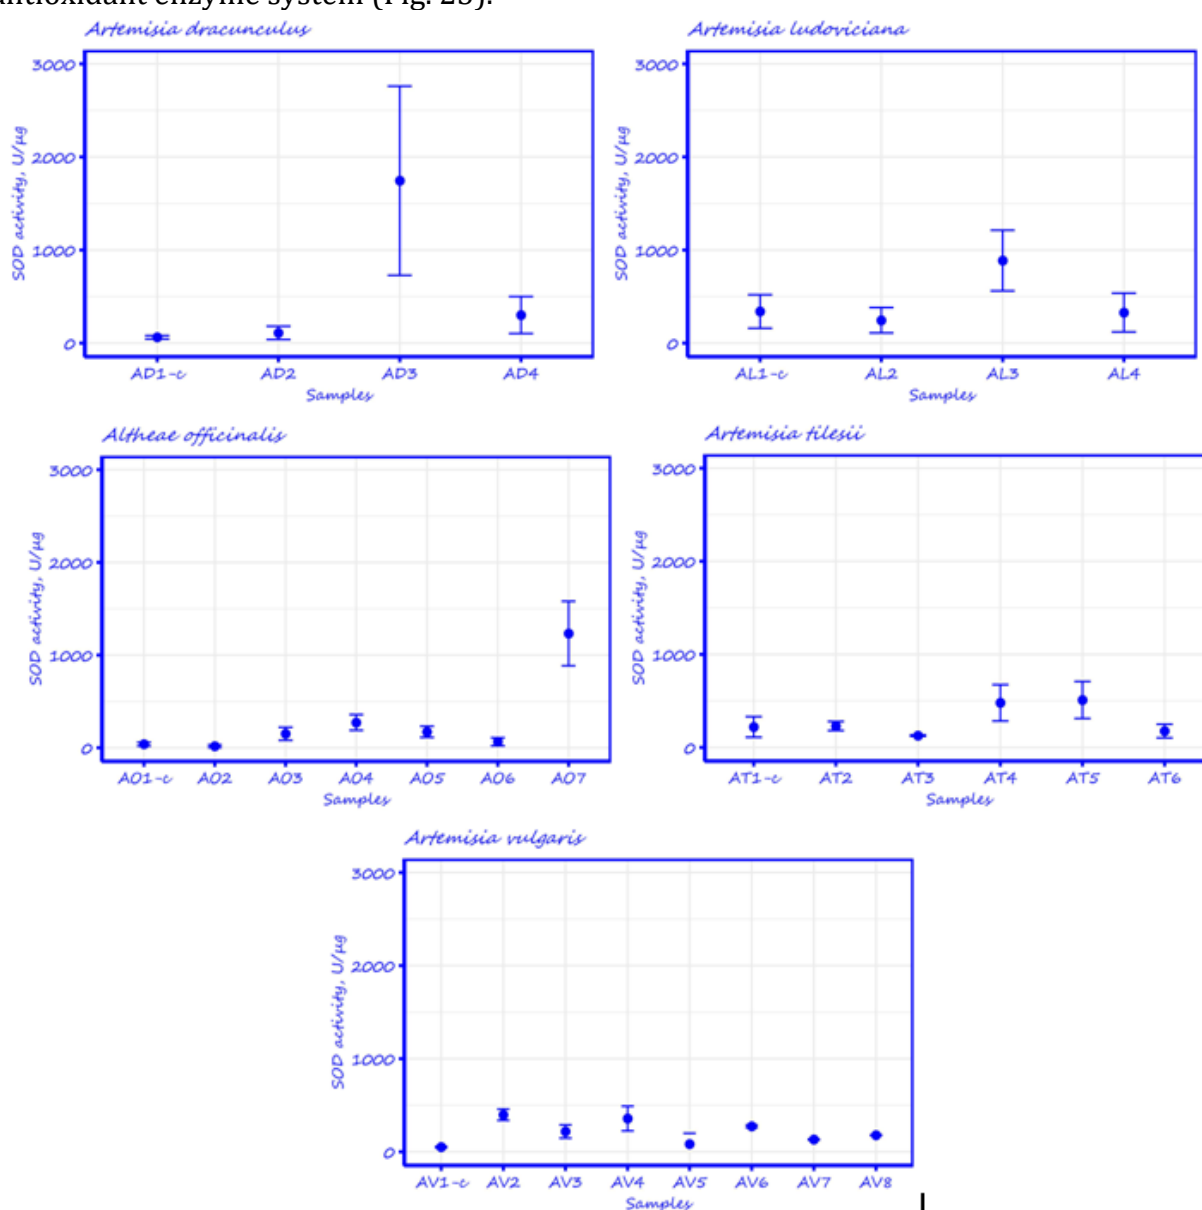 antioxidant enzyme system (Fig. 25).
Artemisia dracunculus
3000
2000
1000
0
SOD activity, U/µg
AD1-c AD2 AD3 AD4
Samples
Artemisia ludoviciana
3000
2000
1000
0
SOD activity, U/µg
AL1-c AL2 AL3 AL4
Samples
Altheae officinalis
3000
2000
1000
0
SOD activity, U/µg
AO1-c AO2 AO3 AO4 AO5 AO6 AO7
Samples
Artemisia tilesii
3000
2000
1000
0
SOD activity, U/µg
AT1-c AT2 AT3 AT4 AT5 AT6
Samples
Artemisia vulgaris
3000
2000
1000
0
SOD activity, U/µg
AV1-c AV2 AV3 AV4 AV5 AV6 AV7 AV8
Samples